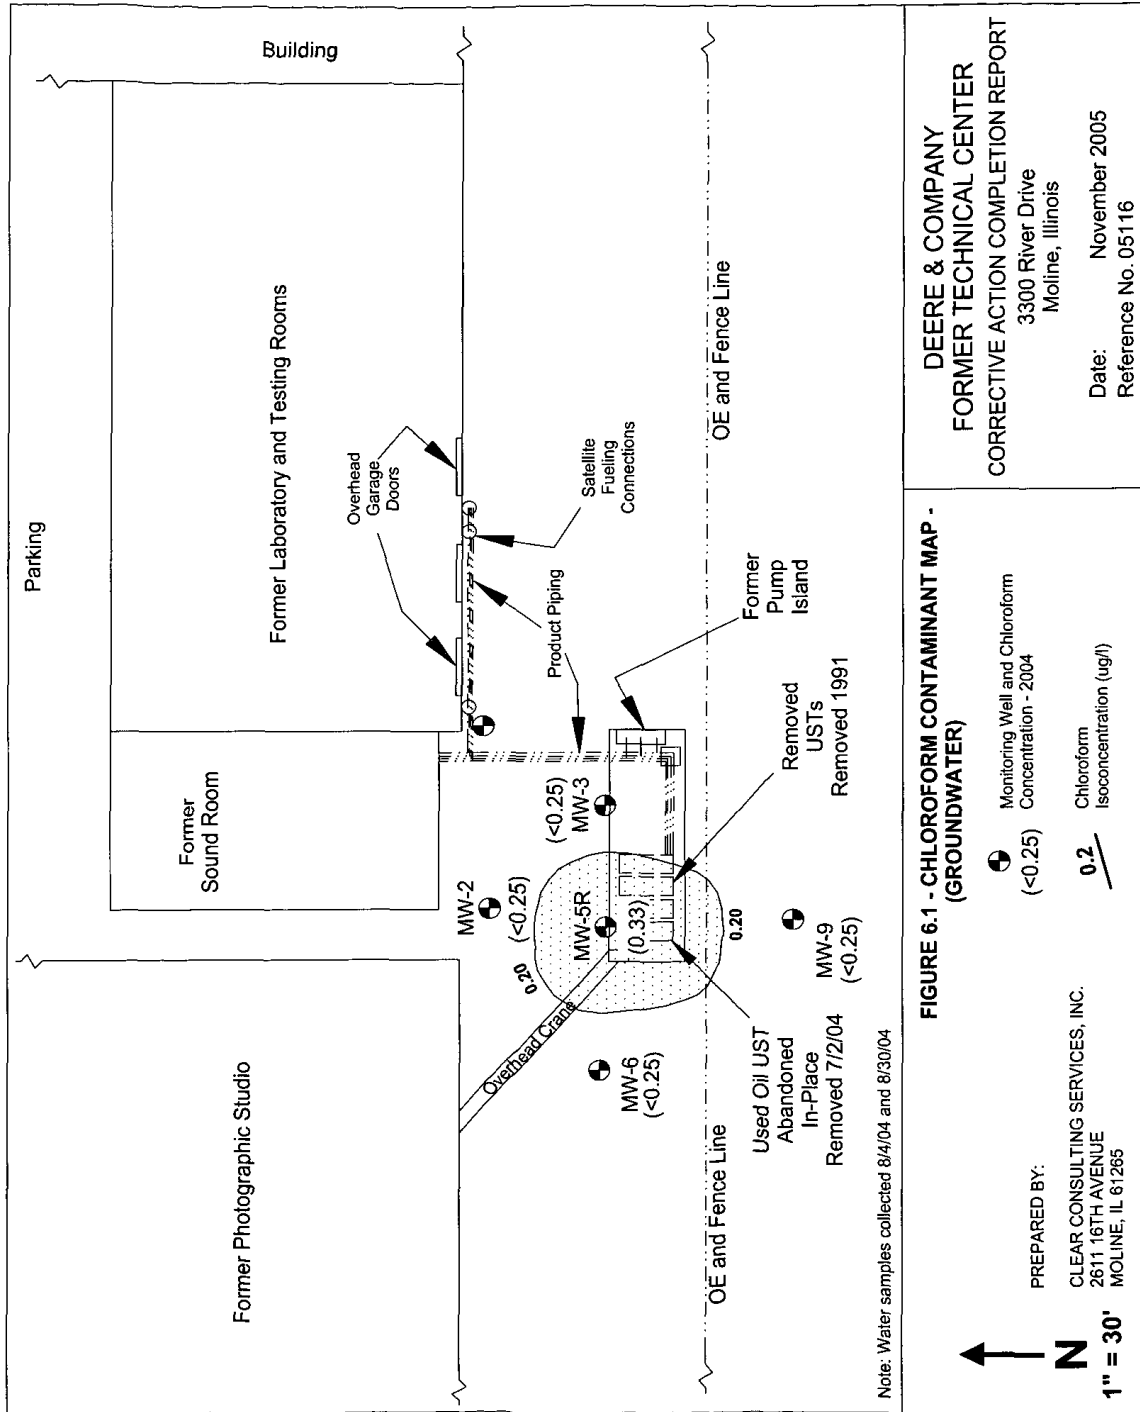 Parking
Building
Former Laboratory and Testing Rooms
Former
Sound Room
Former Photographic Studio
Overhead
Garage
Doors
Satellite
Fueling
Connections
Product Piping
Former
Pump
Island
(<0.25)
MW-3
MW-2
(<0.25)
MW-5R
(0.33)
0.20
0.20
Overhead Crane
MW-6
(<0.25)
MW-9
(<0.25)
Removed
USTs
Removed 1991
Used Oil UST
Abandoned
In-Place
Removed 7/2/04
OE and Fence Line
OE and Fence Line
Note: Water samples collected 8/4/04 and 8/30/04
N
1" = 30'
PREPARED BY:
CLEAR CONSULTING SERVICES, INC.
2611 16TH AVENUE
MOLINE, IL 61265
FIGURE 6.1 - CHLOROFORM CONTAMINANT MAP -
(GROUNDWATER)
(<0.25)
Monitoring Well and Chloroform
Concentration - 2004
0.2
Chloroform
Isoconcentration (ug/l)
DEERE & COMPANY
FORMER TECHNICAL CENTER
CORRECTIVE ACTION COMPLETION REPORT
3300 River Drive
Moline, Illinois
Date: November 2005
Reference No. 05116